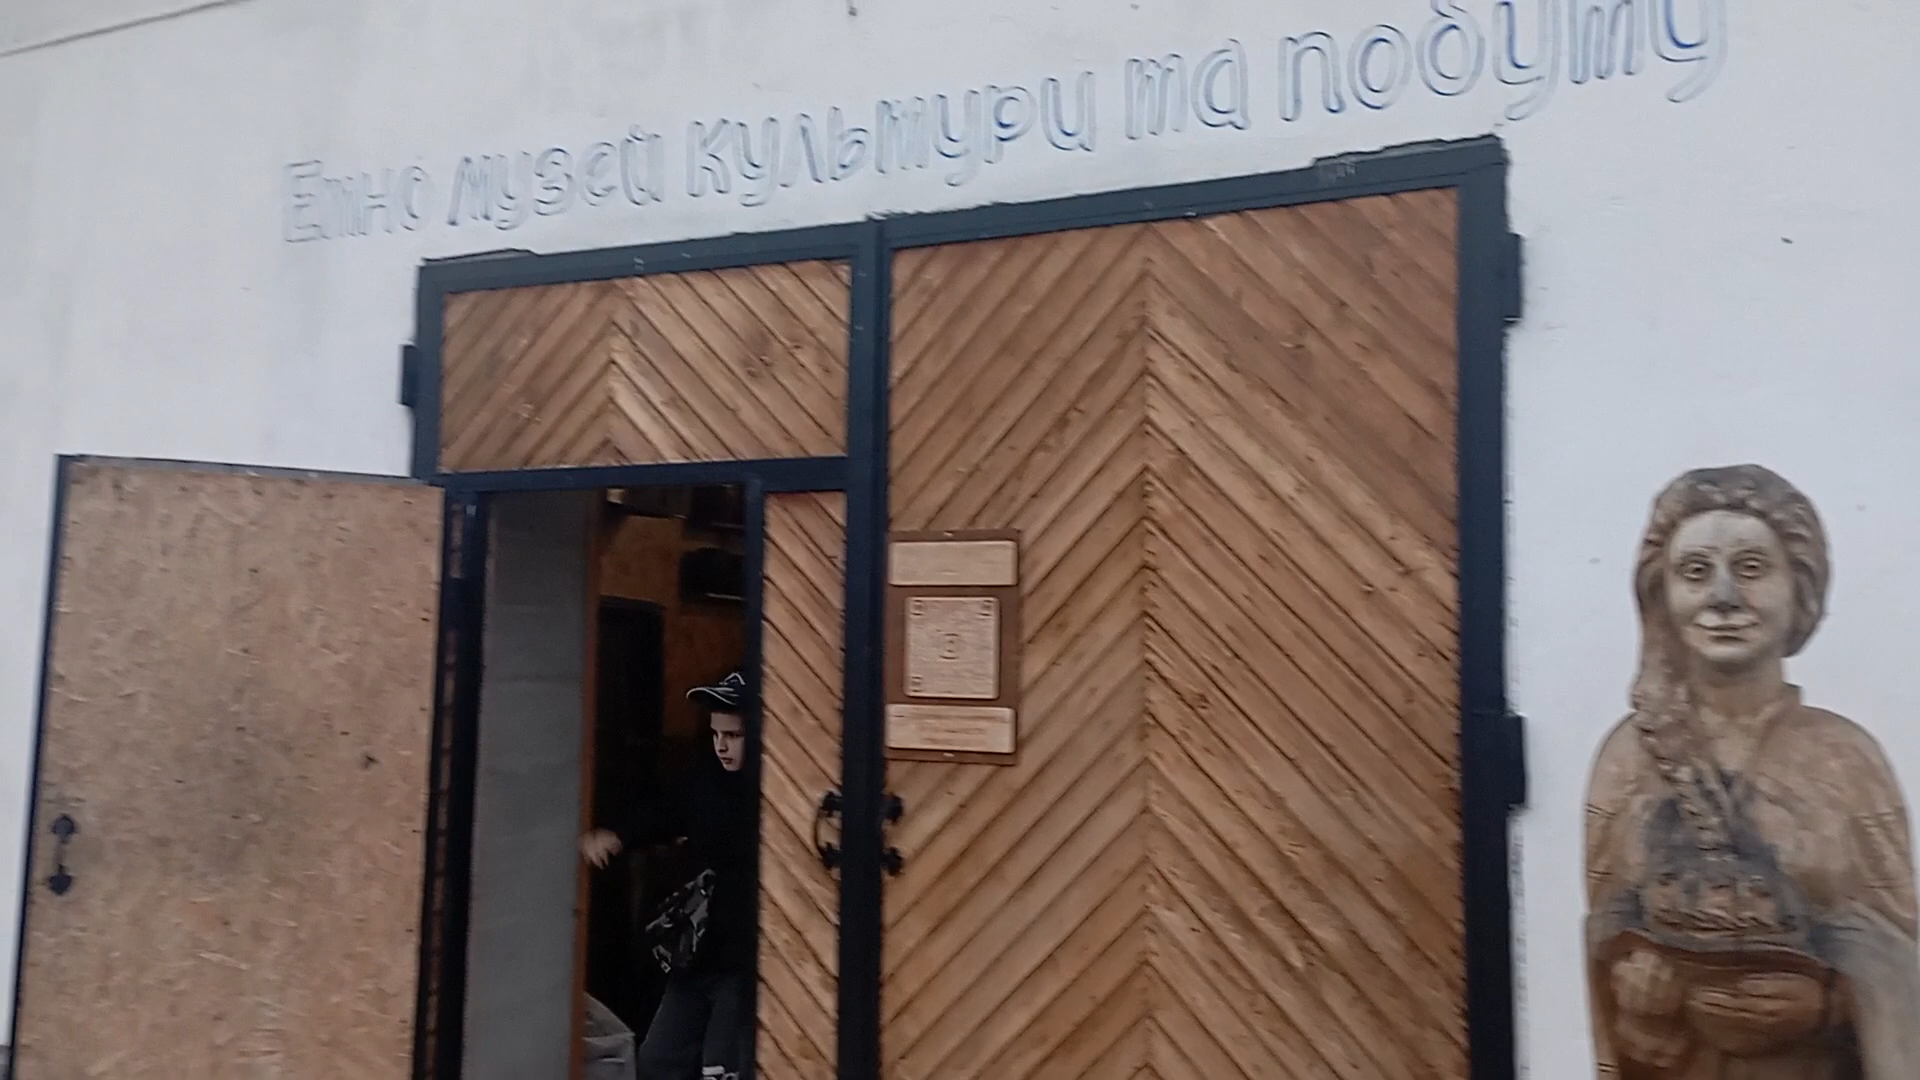 Етно музей культури та побуту